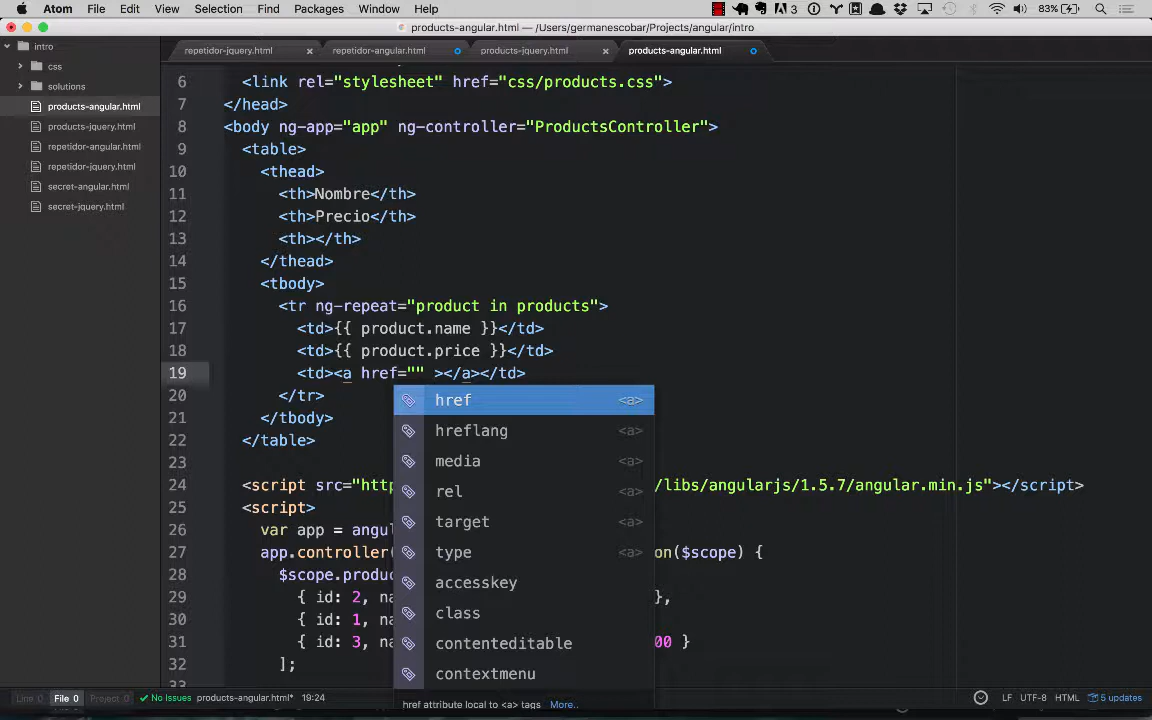 Atom File Edit View Selection Find Packages Window Help 3 83%
products-angular.html — /Users/germanescobar/Projects/angular/intro
intro
css
solutions
products-angular.html
products-jquery.html
repetidor-angular.html
repetidor-jquery.html
secret-angular.html
secret-jquery.html
repetidor-jquery.html × repetidor-angular.html products-jquery.html × products-angular.html
6 <link rel="stylesheet" href="css/products.css">
7 </head>
8 <body ng-app="app" ng-controller="ProductsController">
9 <table>
10 <thead>
11 <th>Nombre</th>
12 <th>Precio</th>
13 <th></th>
14 </thead>
15 <tbody>
16 <tr ng-repeat="product in products">
17 <td>{{ product.name }}</td>
18 <td>{{ product.price }}</td>
19 <td><a href="" ></a></td>
20 </tr>
21 </tbody>
22 </table>
23
24 <script src="http /libs/angularjs/1.5.7/angular.min.js"></script>
25 <script>
26 var app = angu
27 app.controller( on($scope) {
28 $scope.produc
29 { id: 2, na },
30 { id: 1, na
31 { id: 3, na 00 }
32 ];
33
href <a>
hreflang <a>
media <a>
rel <a>
target <a>
type <a>
accesskey
class
contenteditable
contextmenu
href attribute local to <a> tags More..
Line 0 File 0 Project 0 No Issues products-angular.html* 19:24 LF UTF-8 HTML 5 updates